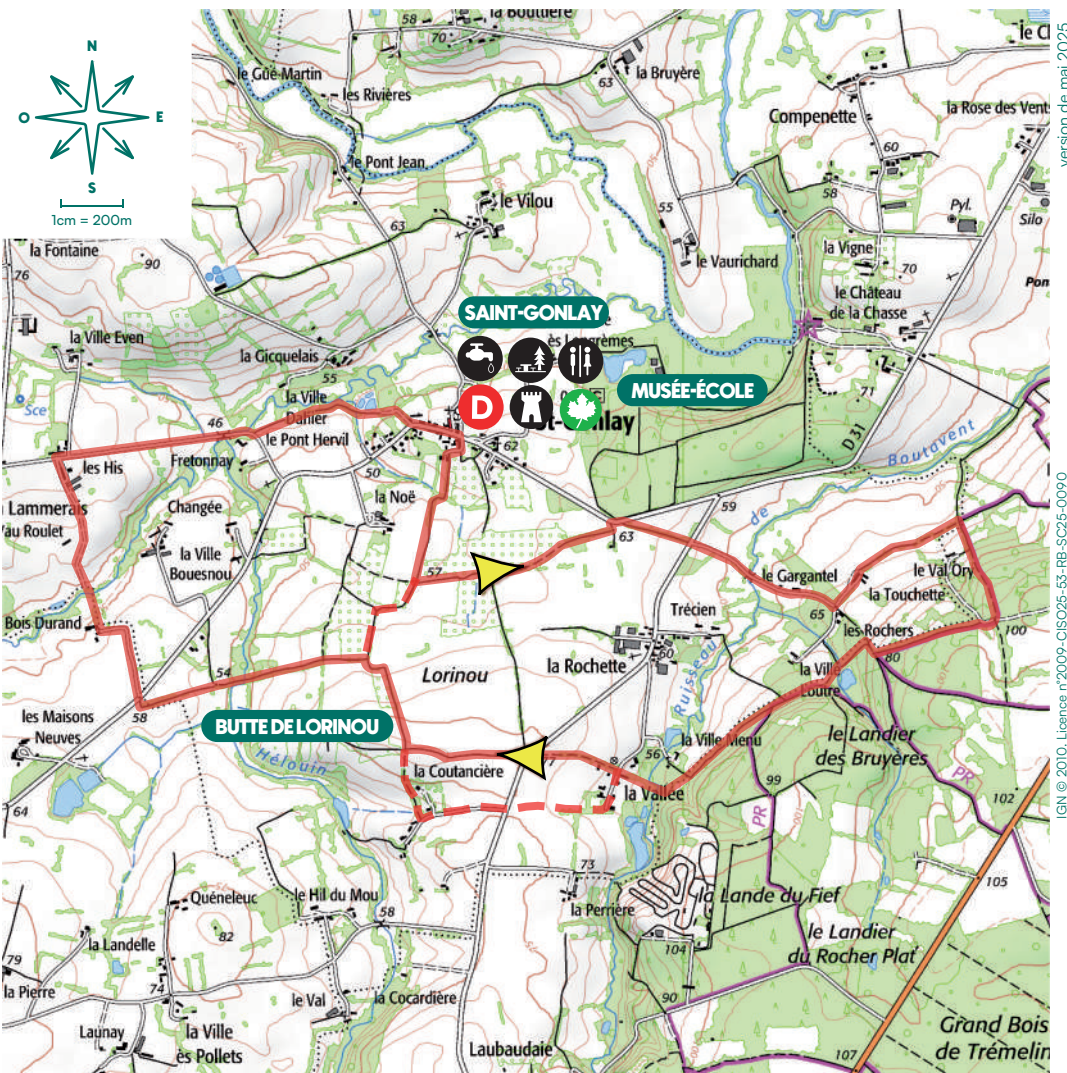 N
O
E
S
1cm = 200m
58
la Bouttière
70
le Gué Martin
les Rivières
le Pont Jean
63
la Bruyère
Compenette
la Rose des Vents
60
58
Pyl.
Silo
le Vilou
63
55
le Vaurichard
la Vigne
70
le Château
de la Chasse
71
D 31
la Fontaine
90
76
la Ville Even
la Gicquelais
55
Sce
SAINT-GONLAY
ès Longrèmes
MUSÉE-ÉCOLE
D
St-Gonlay
62
la Ville
Dahier
46
le Pont Hervil
les His
Fretonnay
50
la Noë
Lammerais
au Roulet
Changée
la Ville
Bouesnou
57
59
63
Boutavent
de
Ruisseau
le Gargantel
le Val Ory
la Touchette
65
les Rochers
100
80
Trécien
la Rochette
60
Bois Durand
54
58
Lorinou
la Ville
Loutre
les Maisons
Neuves
BUTTE DE LORINOU
Hélouin
la Coutancière
56
la Ville Menu
la Vallée
le Landier
des Bruyères
99
PR
PR
102
64
73
la Perrière
la Lande du Fief
105
Quéneleuc
82
le Hil du Mou
58
la Landelle
79
la Pierre
74
le Val
la Cocardière
104
90
le Landier
du Rocher Plat
Launay
la Ville
ès Pollets
Laubaudaie
107
Grand Bois
de Trémelin
version de mai 2025
IGN © 2010. Licence n°2009-CISO25-53-RB-SC25-0090